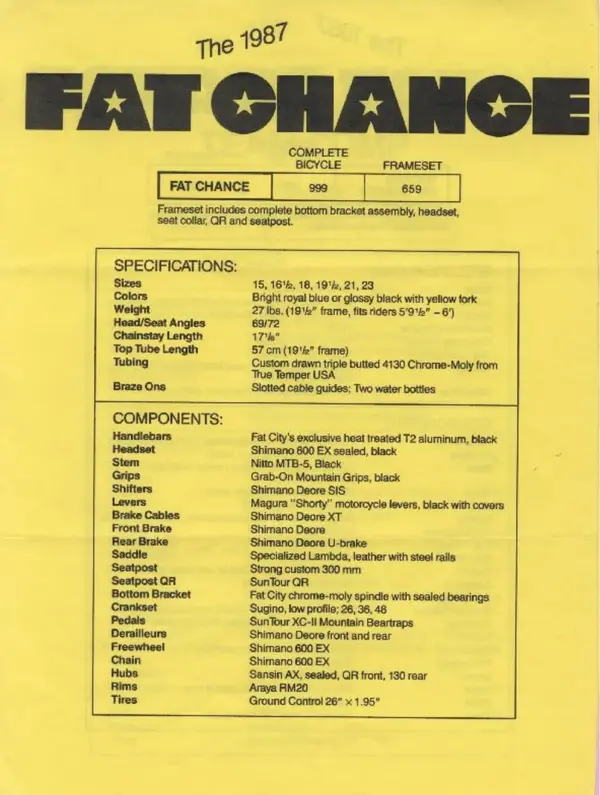 The 1987
FAT CHANCE
COMPLETE
BICYCLE FRAMESET
FAT CHANCE 999 659
Frameset includes complete bottom bracket assembly, headset,
seat collar, QR and seatpost.
SPECIFICATIONS:
Sizes 15, 16½, 18, 19½, 21, 23
Colors Bright royal blue or glossy black with yellow fork
Weight 27 lbs. (19½" frame, fits riders 5'9½" – 6')
Head/Seat Angles 69/72
Chainstay Length 17⅛"
Top Tube Length 57 cm (19½" frame)
Tubing Custom drawn triple butted 4130 Chrome-Moly from
True Temper USA
Braze Ons Slotted cable guides; Two water bottles
COMPONENTS:
Handlebars Fat City's exclusive heat treated T2 aluminum, black
Headset Shimano 600 EX sealed, black
Stem Nitto MTB-5, Black
Grips Grab-On Mountain Grips, black
Shifters Shimano Deore SIS
Levers Magura "Shorty" motorcycle levers, black with covers
Brake Cables Shimano Deore XT
Front Brake Shimano Deore
Rear Brake Shimano Deore U-brake
Saddle Specialized Lambda, leather with steel rails
Seatpost Strong custom 300 mm
Seatpost QR SunTour QR
Bottom Bracket Fat City chrome-moly spindle with sealed bearings
Crankset Sugino, low profile; 26, 36, 48
Pedals SunTour XC-II Mountain Beartraps
Derailleurs Shimano Deore front and rear
Freewheel Shimano 600 EX
Chain Shimano 600 EX
Hubs Sansin AX, sealed, QR front, 130 rear
Rims Araya RM20
Tires Ground Control 26" × 1.95"